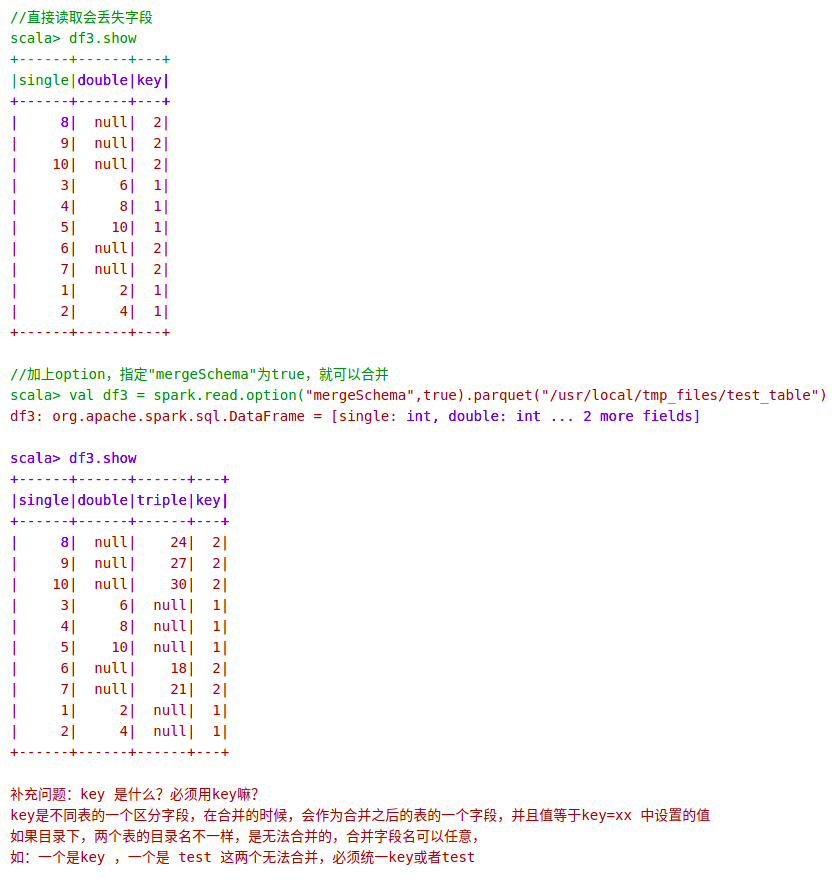 //直接读取会丢失字段
scala> df3.show
+------+------+---+
|single|double|key|
+------+------+---+
|     8|  null|  2|
|     9|  null|  2|
|    10|  null|  2|
|     3|     6|  1|
|     4|     8|  1|
|     5|    10|  1|
|     6|  null|  2|
|     7|  null|  2|
|     1|     2|  1|
|     2|     4|  1|
+------+------+---+
//加上option，指定"mergeSchema"为true，就可以合并
scala> val df3 = spark.read.option("mergeSchema",true).parquet("/usr/local/tmp_files/test_table")
df3: org.apache.spark.sql.DataFrame = [single: int, double: int ... 2 more fields]
scala> df3.show
+------+------+------+---+
|single|double|triple|key|
+------+------+------+---+
|     8|  null|    24|  2|
|     9|  null|    27|  2|
|    10|  null|    30|  2|
|     3|     6|  null|  1|
|     4|     8|  null|  1|
|     5|    10|  null|  1|
|     6|  null|    18|  2|
|     7|  null|    21|  2|
|     1|     2|  null|  1|
|     2|     4|  null|  1|
+------+------+------+---+
补充问题：key 是什么？必须用key嘛？
key是不同表的一个区分字段，在合并的时候，会作为合并之后的表的一个字段，并且值等于key=xx 中设置的值
如果目录下，两个表的目录名不一样，是无法合并的，合并字段名可以任意，
如：一个是key ，一个是 test 这两个无法合并，必须统一key或者test